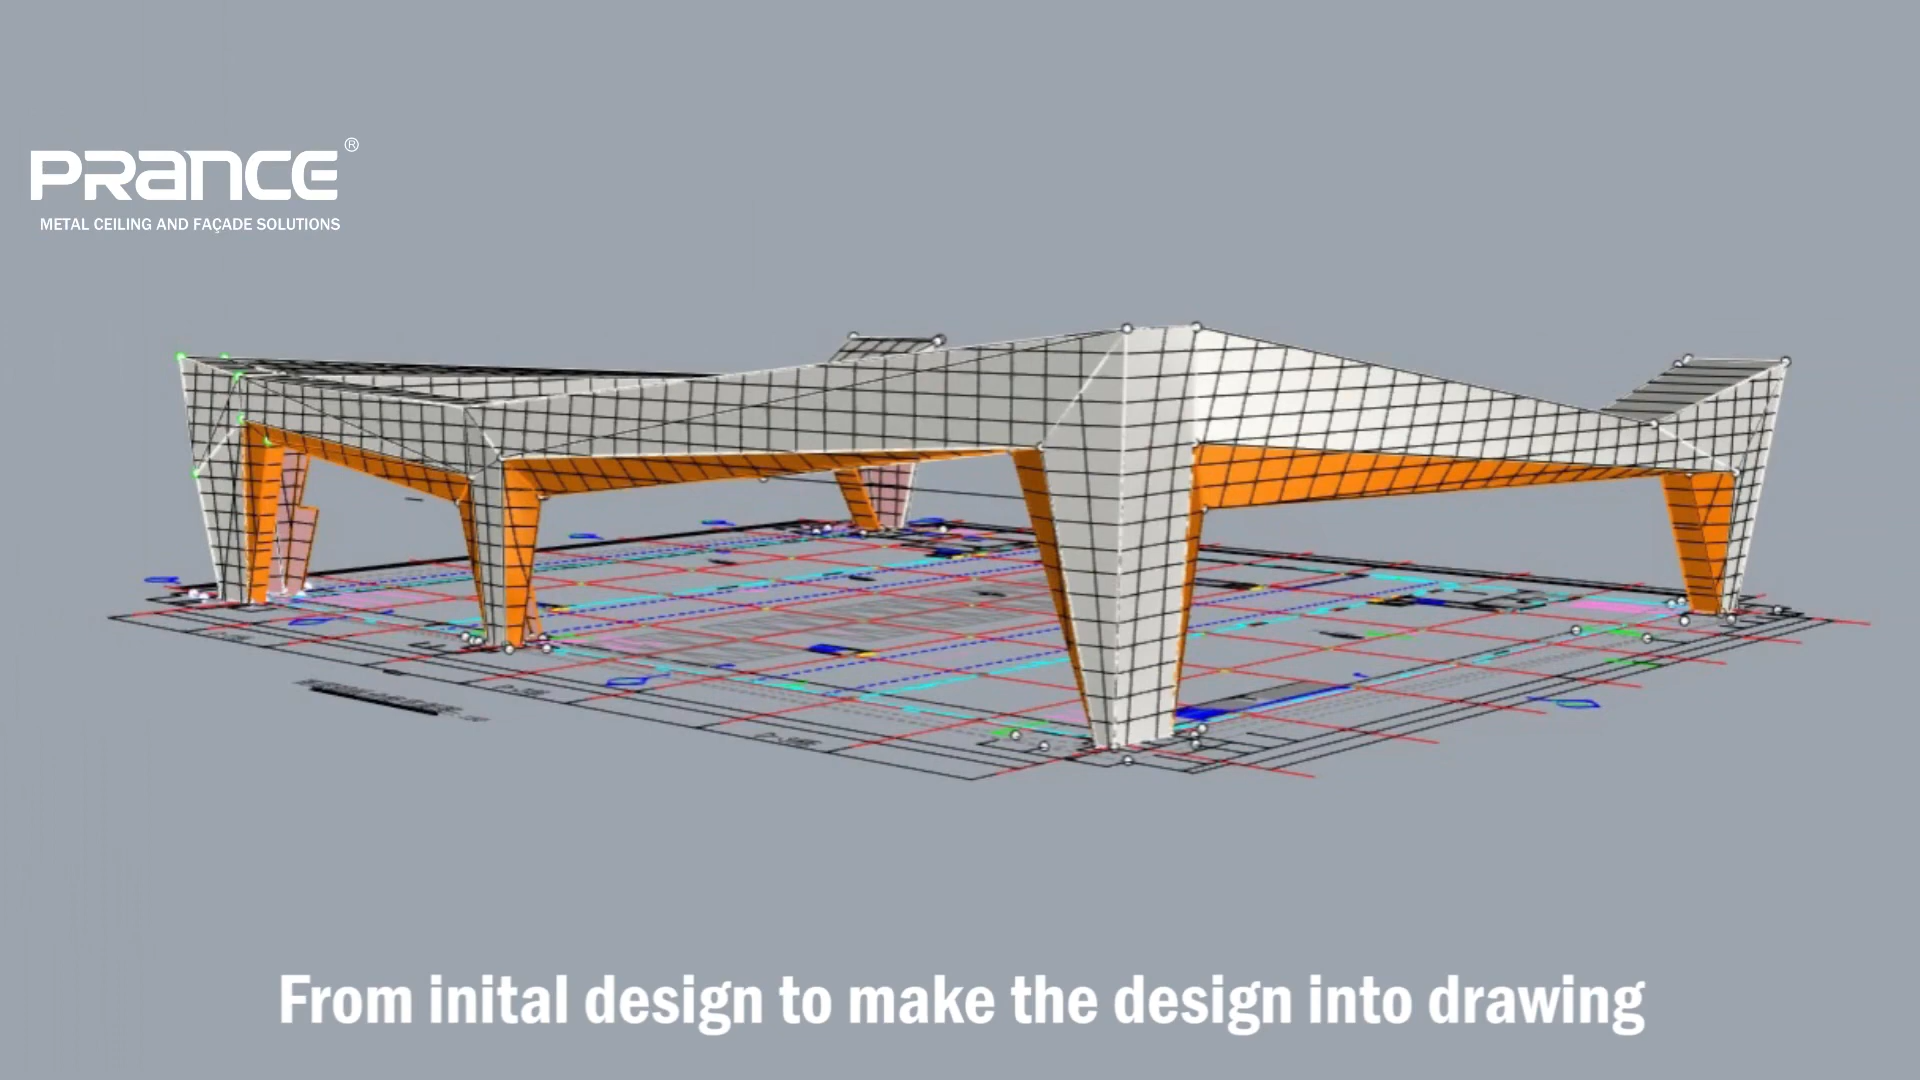 PRANCE®
METAL CEILING AND FAÇADE SOLUTIONS
From inital design to make the design into drawing